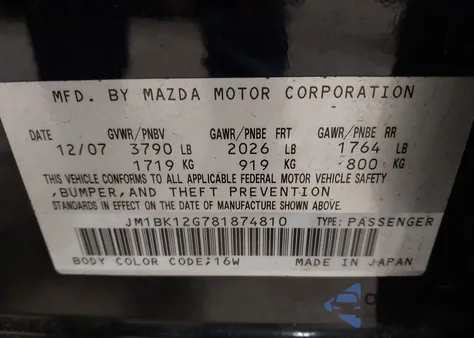 MFD. BY MAZDA MOTOR CORPORATION
DATE GVWR/PNBV GAWR/PNBE FRT GAWR/PNBE RR
12/07 3790 LB 2026 LB 1764 LB
1719 KG 919 KG 800 KG
THIS VEHICLE CONFORMS TO ALL APPLICABLE FEDERAL MOTOR VEHICLE SAFETY
,BUMPER,AND THEFT PREVENTION
STANDARDS IN EFFECT ON THE DATE OF MANUFACTURE SHOWN ABOVE.
JM1BK12G781874810 TYPE: PASSENGER
BODY COLOR CODE;16W MADE IN JAPAN